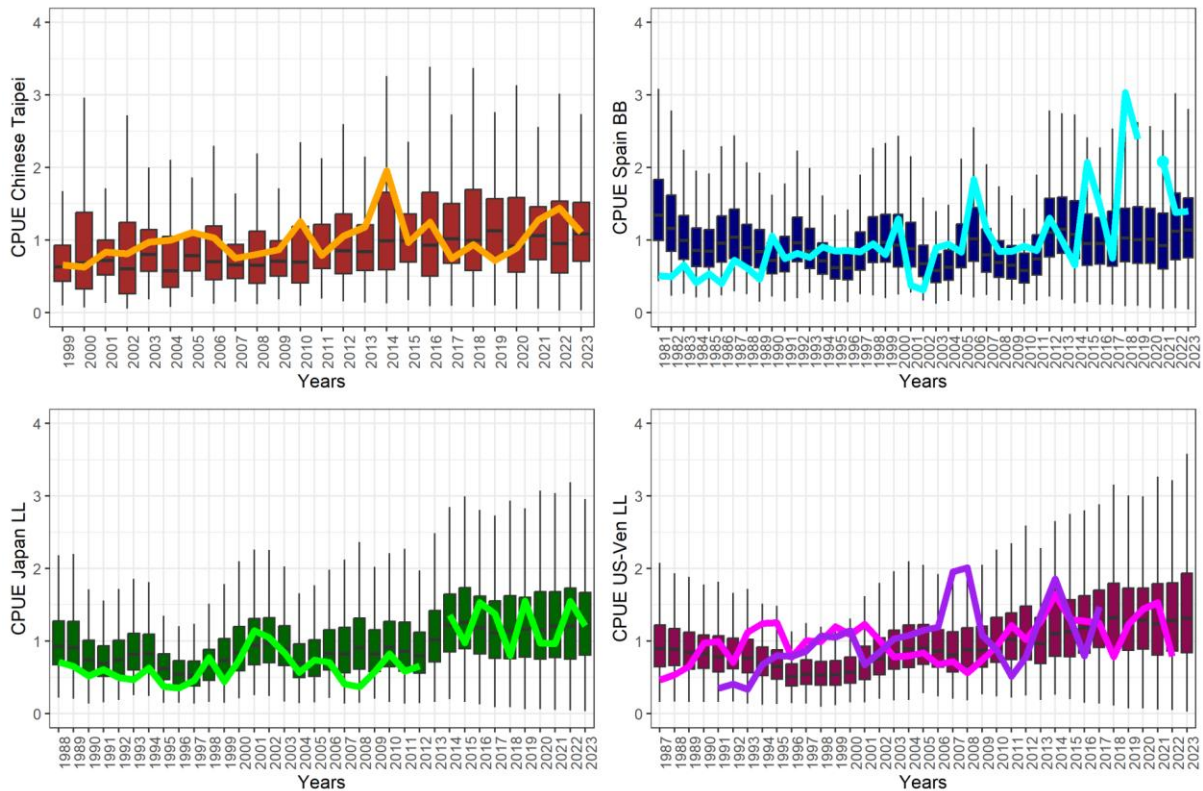 CPUE Chinese Taipei
4
3
2
1
0
1999 2000 2001 2002 2003 2004 2005 2006 2007 2008 2009 2010 2011 2012 2013 2014 2015 2016 2017 2018 2019 2020 2021 2022 2023
Years
CPUE Spain BB
4
3
2
1
0
1981 1982 1983 1984 1985 1986 1987 1988 1989 1990 1991 1992 1993 1994 1995 1996 1997 1998 1999 2000 2001 2002 2003 2004 2005 2006 2007 2008 2009 2010 2011 2012 2013 2014 2015 2016 2017 2018 2019 2020 2021 2022 2023
Years
CPUE Japan LL
4
3
2
1
0
1988 1989 1990 1991 1992 1993 1994 1995 1996 1997 1998 1999 2000 2001 2002 2003 2004 2005 2006 2007 2008 2009 2010 2011 2012 2013 2014 2015 2016 2017 2018 2019 2020 2021 2022 2023
Years
CPUE US-Ven LL
4
3
2
1
0
1987 1988 1989 1990 1991 1992 1993 1994 1995 1996 1997 1998 1999 2000 2001 2002 2003 2004 2005 2006 2007 2008 2009 2010 2011 2012 2013 2014 2015 2016 2017 2018 2019 2020 2021 2022 2023
Years